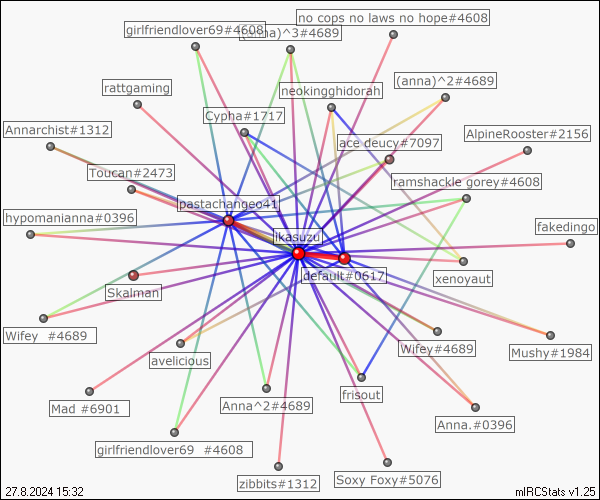 no cops no laws no hope#4608
girlfriendlover69#4608
(anna)^3#4689
rattgaming
neokingghidorah
(anna)^2#4689
Cypha#1717
Annarchist#1312
ace deucy#7097
AlpineRooster#2156
Toucan#2473
ramshackle gorey#4608
pastachangeo41
hypomanianna#0396
ikasuzu
fakedingo
default#0617
xenoyaut
Skalman
Wifey  #4689
Wifey#4689
Mushy#1984
avelicious
frisout
Mad #6901
Anna^2#4689
Anna.#0396
girlfriendlover69  #4608
zibbits#1312
Soxy Foxy#5076
27.8.2024 15:32
mIRCStats v1.25